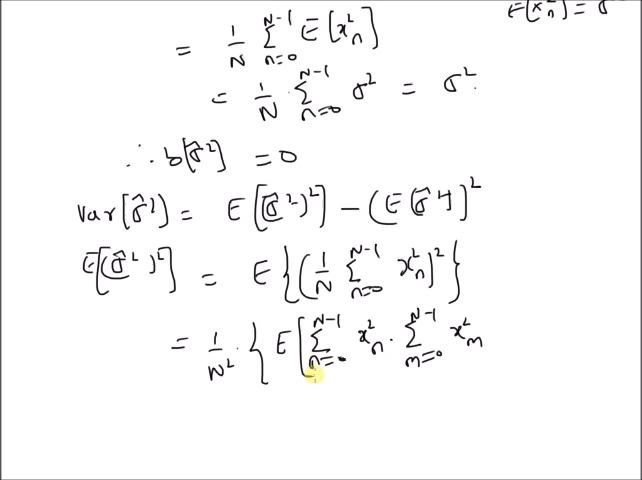 E[x²ₙ] = σ
= 1/N Σ_{n=0}^{N-1} E[x²ₙ]
= 1/N · Σ_{n=0}^{N-1} σ² = σ².
∴ b[σ̂²] = 0
Var[σ̂²] = E[(σ̂²)²] − (E[σ̂²])²
E[(σ̂²)²] = E{(1/N Σ_{n=0}^{N-1} x²ₙ)²}
= 1/N² · { E[Σ_{n=0}^{N-1} x²ₙ · Σ_{m=0}^{N-1} x²ₘ